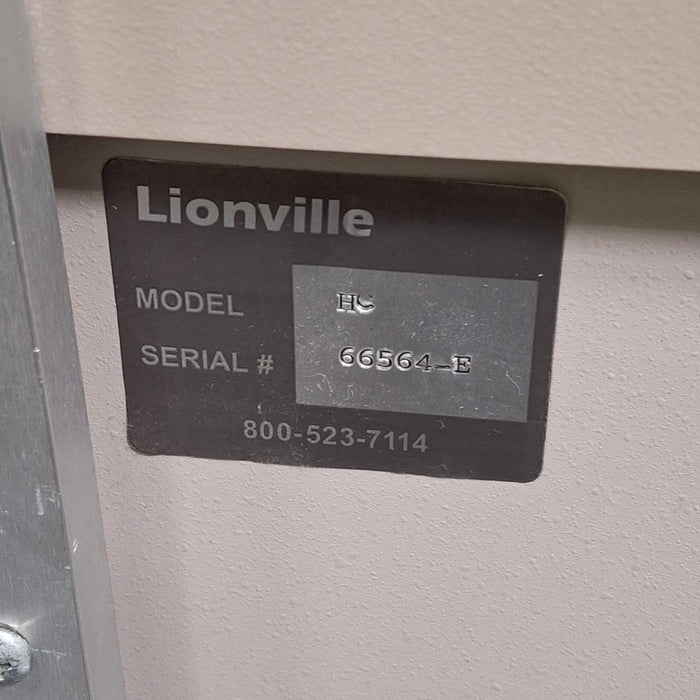 Lionville
MODEL HC
SERIAL # 66564-E
800-523-7114